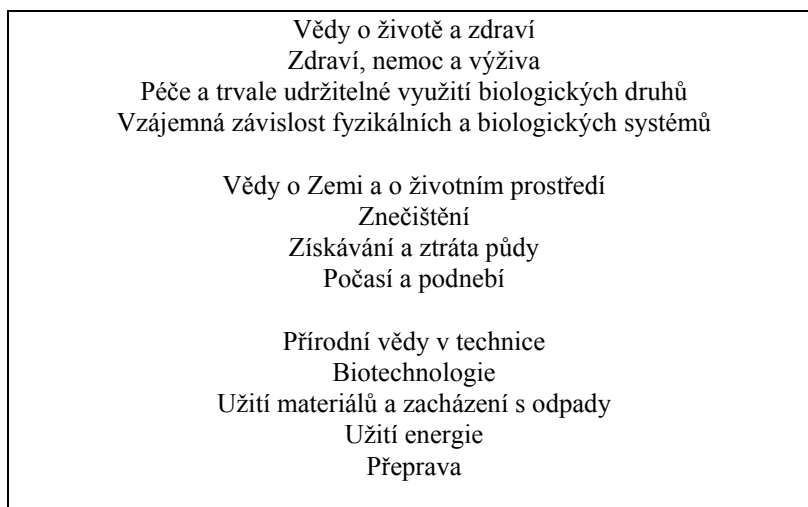 Vědy o životě a zdraví
Zdraví, nemoc a výživa
Péče a trvale udržitelné využití biologických druhů
Vzájemná závislost fyzikálních a biologických systémů
Vědy o Zemi a o životním prostředí
Znečištění
Získávání a ztráta půdy
Počasí a podnebí
Přírodní vědy v technice
Biotechnologie
Užití materiálů a zacházení s odpady
Užití energie
Přeprava